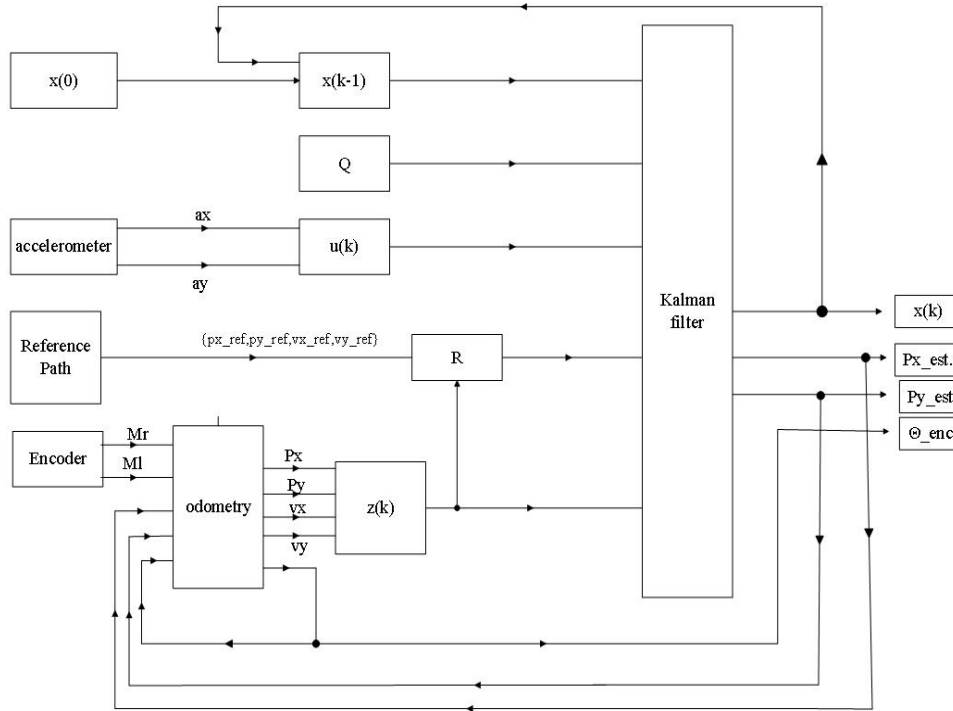 x(0)
x(k-1)
Q
accelerometer
ax
ay
u(k)
Kalman
filter
x(k)
Reference
Path
{px_ref,py_ref,vx_ref,vy_ref}
R
Px_est.
Py_est
Θ_enc
Encoder
Mr
Ml
odometry
Px
Py
vx
vy
z(k)